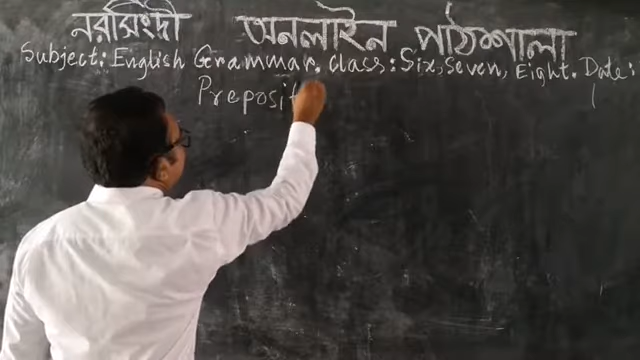 নরসিংদী অনলাইন পাঠশালা
Subject: English Grammar. Class: Six, Seven, Eight. Date:
Preposit